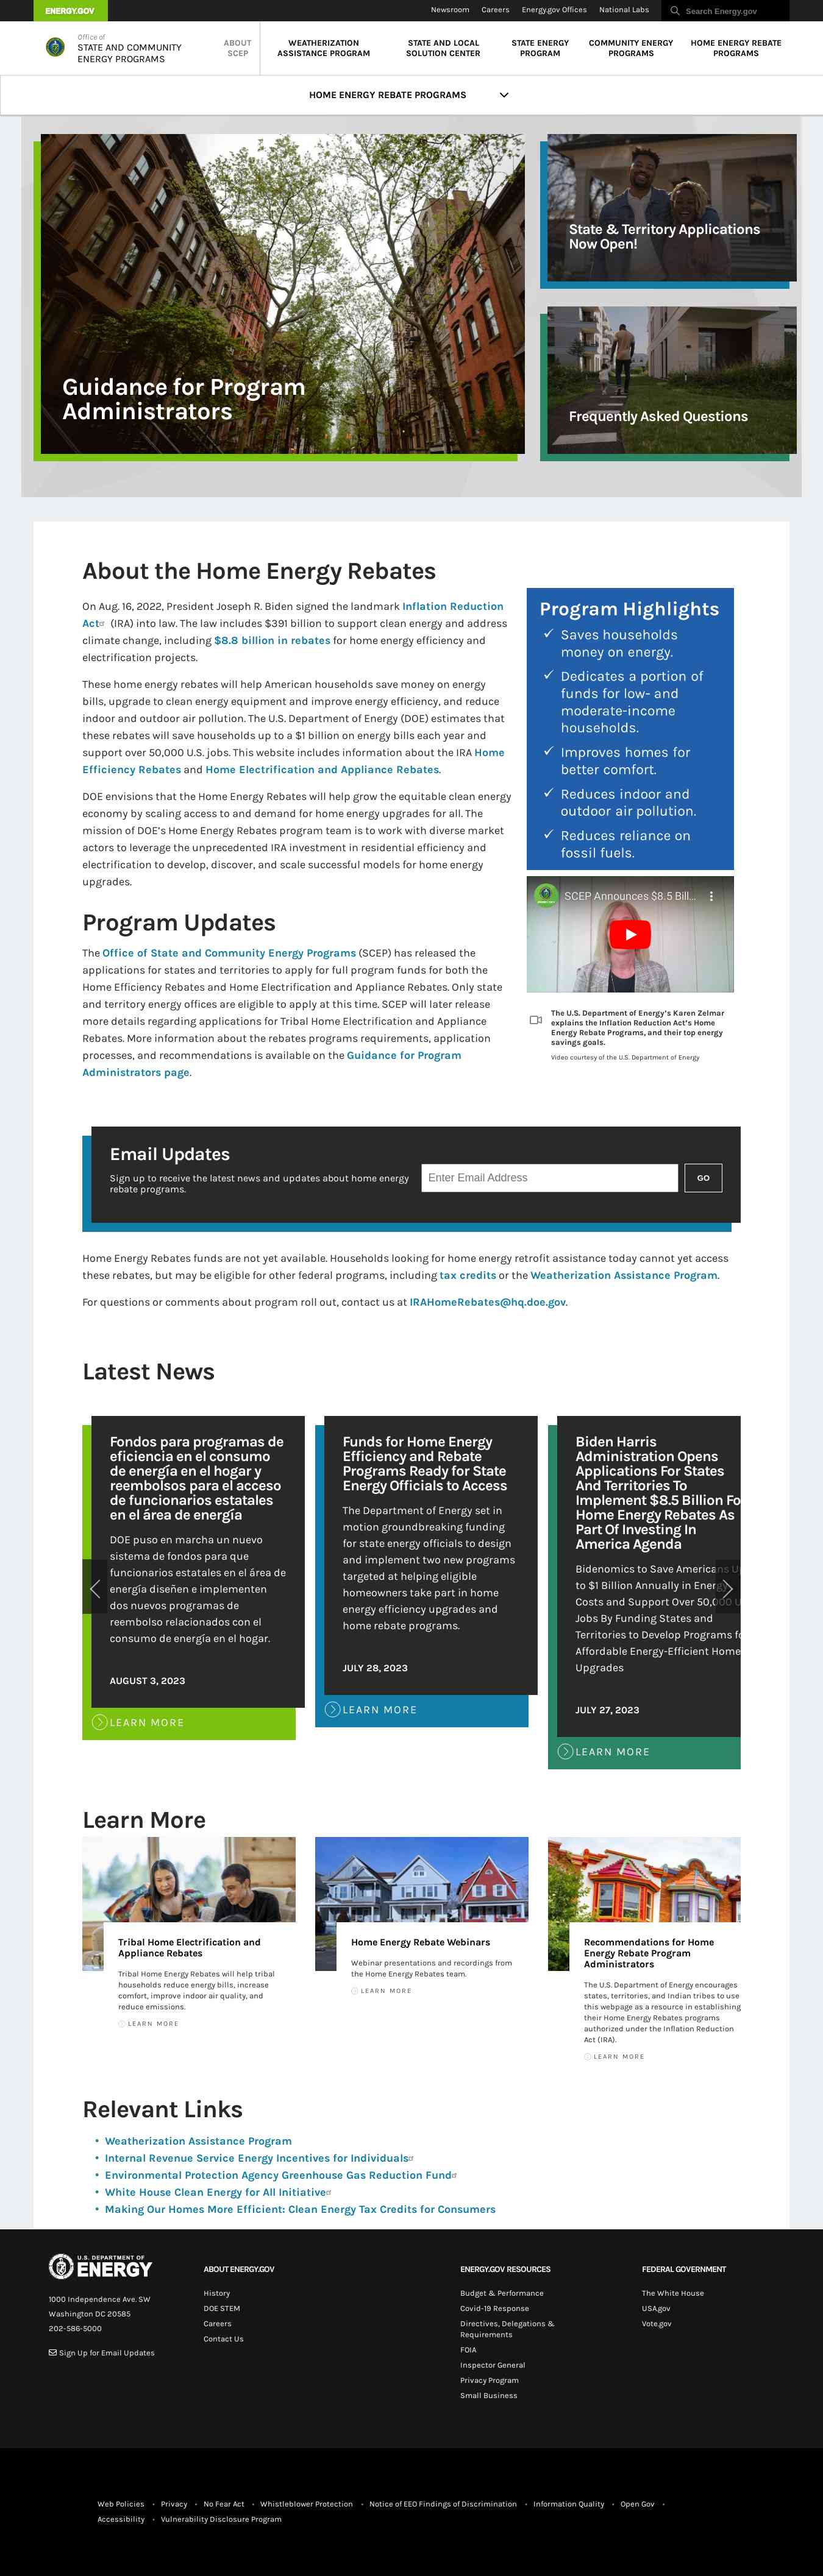 ENERGY.GOV
Newsroom
Careers
Energy.gov Offices
National Labs
Search Energy.gov
Office of
STATE AND COMMUNITY
ENERGY PROGRAMS
ABOUT
SCEP
WEATHERIZATION
ASSISTANCE PROGRAM
STATE AND LOCAL
SOLUTION CENTER
STATE ENERGY
PROGRAM
COMMUNITY ENERGY
PROGRAMS
HOME ENERGY REBATE
PROGRAMS
HOME ENERGY REBATE PROGRAMS
Guidance for Program
Administrators
State & Territory Applications
Now Open!
Frequently Asked Questions
About the Home Energy Rebates
On Aug. 16, 2022, President Joseph R. Biden signed the landmark Inflation Reduction
Act (IRA) into law. The law includes $391 billion to support clean energy and address
climate change, including $8.8 billion in rebates for home energy efficiency and
electrification projects.
These home energy rebates will help American households save money on energy
bills, upgrade to clean energy equipment and improve energy efficiency, and reduce
indoor and outdoor air pollution. The U.S. Department of Energy (DOE) estimates that
these rebates will save households up to a $1 billion on energy bills each year and
support over 50,000 U.S. jobs. This website includes information about the IRA Home
Efficiency Rebates and Home Electrification and Appliance Rebates.
DOE envisions that the Home Energy Rebates will help grow the equitable clean energy
economy by scaling access to and demand for home energy upgrades for all. The
mission of DOE's Home Energy Rebates program team is to work with diverse market
actors to leverage the unprecedented IRA investment in residential efficiency and
electrification to develop, discover, and scale successful models for home energy
upgrades.
Program Highlights
Saves households
money on energy.
Dedicates a portion of
funds for low- and
moderate-income
households.
Improves homes for
better comfort.
Reduces indoor and
outdoor air pollution.
Reduces reliance on
fossil fuels.
SCEP Announces $8.5 Bill...
The U.S. Department of Energy's Karen Zelmar
explains the Inflation Reduction Act's Home
Energy Rebate Programs, and their top energy
savings goals.
Video courtesy of the U.S. Department of Energy
Program Updates
The Office of State and Community Energy Programs (SCEP) has released the
applications for states and territories to apply for full program funds for both the
Home Efficiency Rebates and Home Electrification and Appliance Rebates. Only state
and territory energy offices are eligible to apply at this time. SCEP will later release
more details regarding applications for Tribal Home Electrification and Appliance
Rebates. More information about the rebates programs requirements, application
processes, and recommendations is available on the Guidance for Program
Administrators page.
Email Updates
Sign up to receive the latest news and updates about home energy
rebate programs.
Enter Email Address
GO
Home Energy Rebates funds are not yet available. Households looking for home energy retrofit assistance today cannot yet access
these rebates, but may be eligible for other federal programs, including tax credits or the Weatherization Assistance Program.
For questions or comments about program roll out, contact us at IRAHomeRebates@hq.doe.gov.
Latest News
Fondos para programas de
eficiencia en el consumo
de energía en el hogar y
reembolsos para el acceso
de funcionarios estatales
en el área de energía
DOE puso en marcha un nuevo
sistema de fondos para que
funcionarios estatales en el área de
energía diseñen e implementen
dos nuevos programas de
reembolso relacionados con el
consumo de energía en el hogar.
AUGUST 3, 2023
LEARN MORE
Funds for Home Energy
Efficiency and Rebate
Programs Ready for State
Energy Officials to Access
The Department of Energy set in
motion groundbreaking funding
for state energy officials to design
and implement two new programs
targeted at helping eligible
homeowners take part in home
energy efficiency upgrades and
home rebate programs.
JULY 28, 2023
LEARN MORE
Biden Harris
Administration Opens
Applications For States
And Territories To
Implement $8.5 Billion Fo
Home Energy Rebates As
Part Of Investing In
America Agenda
Bidenomics to Save Americans U
to $1 Billion Annually in Energy
Costs and Support Over 50,000 U
Jobs By Funding States and
Territories to Develop Programs fo
Affordable Energy-Efficient Home
Upgrades
JULY 27, 2023
LEARN MORE
Learn More
Tribal Home Electrification and
Appliance Rebates
Tribal Home Energy Rebates will help tribal
households reduce energy bills, increase
comfort, improve indoor air quality, and
reduce emissions.
LEARN MORE
Home Energy Rebate Webinars
Webinar presentations and recordings from
the Home Energy Rebates team.
LEARN MORE
Recommendations for Home
Energy Rebate Program
Administrators
The U.S. Department of Energy encourages
states, territories, and Indian tribes to use
this webpage as a resource in establishing
their Home Energy Rebates programs
authorized under the Inflation Reduction
Act (IRA).
LEARN MORE
Relevant Links
• Weatherization Assistance Program
• Internal Revenue Service Energy Incentives for Individuals
• Environmental Protection Agency Greenhouse Gas Reduction Fund
• White House Clean Energy for All Initiative
• Making Our Homes More Efficient: Clean Energy Tax Credits for Consumers
U.S. DEPARTMENT OF
ENERGY
1000 Independence Ave. SW
Washington DC 20585
202-586-5000
Sign Up for Email Updates
ABOUT ENERGY.GOV
History
DOE STEM
Careers
Contact Us
ENERGY.GOV RESOURCES
Budget & Performance
Covid-19 Response
Directives, Delegations &
Requirements
FOIA
Inspector General
Privacy Program
Small Business
FEDERAL GOVERNMENT
The White House
USA.gov
Vote.gov
Web Policies • Privacy • No Fear Act • Whistleblower Protection • Notice of EEO Findings of Discrimination • Information Quality • Open Gov •
Accessibility • Vulnerability Disclosure Program